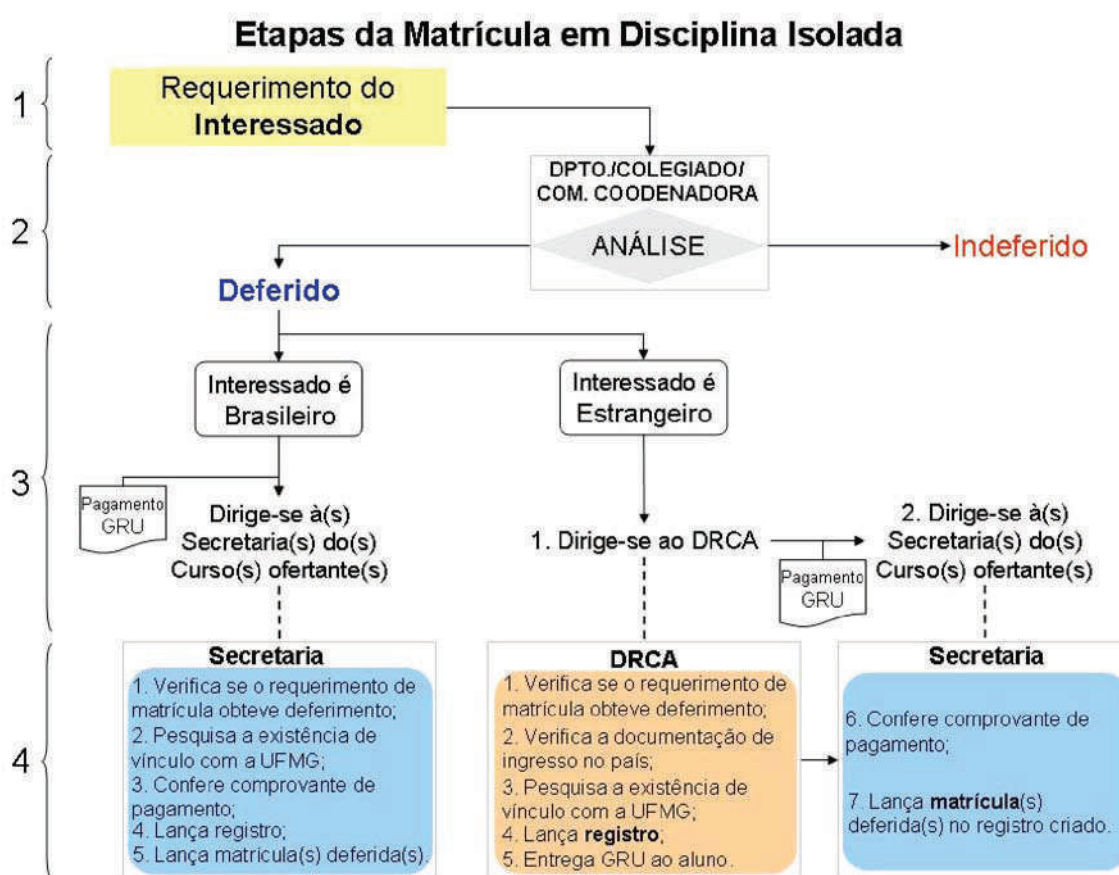 Etapas da Matrícula em Disciplina Isolada
1
Requerimento do
Interessado
2
DPTO./COLEGIADO/
COM. COODENADORA
ANÁLISE
Indeferido
Deferido
3
Interessado é
Brasileiro
Interessado é
Estrangeiro
Pagamento
GRU
Dirige-se à(s)
Secretaria(s) do(s)
Curso(s) ofertante(s)
1. Dirige-se ao DRCA
Pagamento
GRU
2. Dirige-se à(s)
Secretaria(s) do(s)
Curso(s) ofertante(s)
4
Secretaria
1. Verifica se o requerimento de
matrícula obteve deferimento;
2. Pesquisa a existência de
vínculo com a UFMG;
3. Confere comprovante de
pagamento;
4. Lança registro;
5. Lança matrícula(s) deferida(s).
DRCA
1. Verifica se o requerimento de
matrícula obteve deferimento;
2. Verifica a documentação de
ingresso no país;
3. Pesquisa a existência de
vínculo com a UFMG;
4. Lança registro;
5. Entrega GRU ao aluno.
Secretaria
6. Confere comprovante de
pagamento;
7. Lança matrícula(s)
deferida(s) no registro criado.